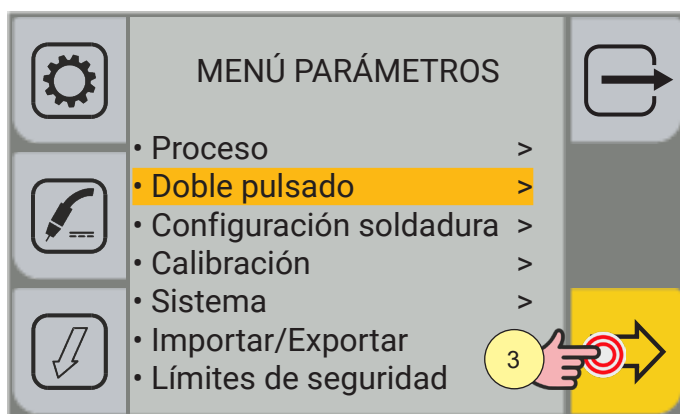 MENÚ PARÁMETROS
• Proceso >
• Doble pulsado >
• Configuración soldadura >
• Calibración >
• Sistema >
• Importar/Exportar
• Límites de seguridad
3